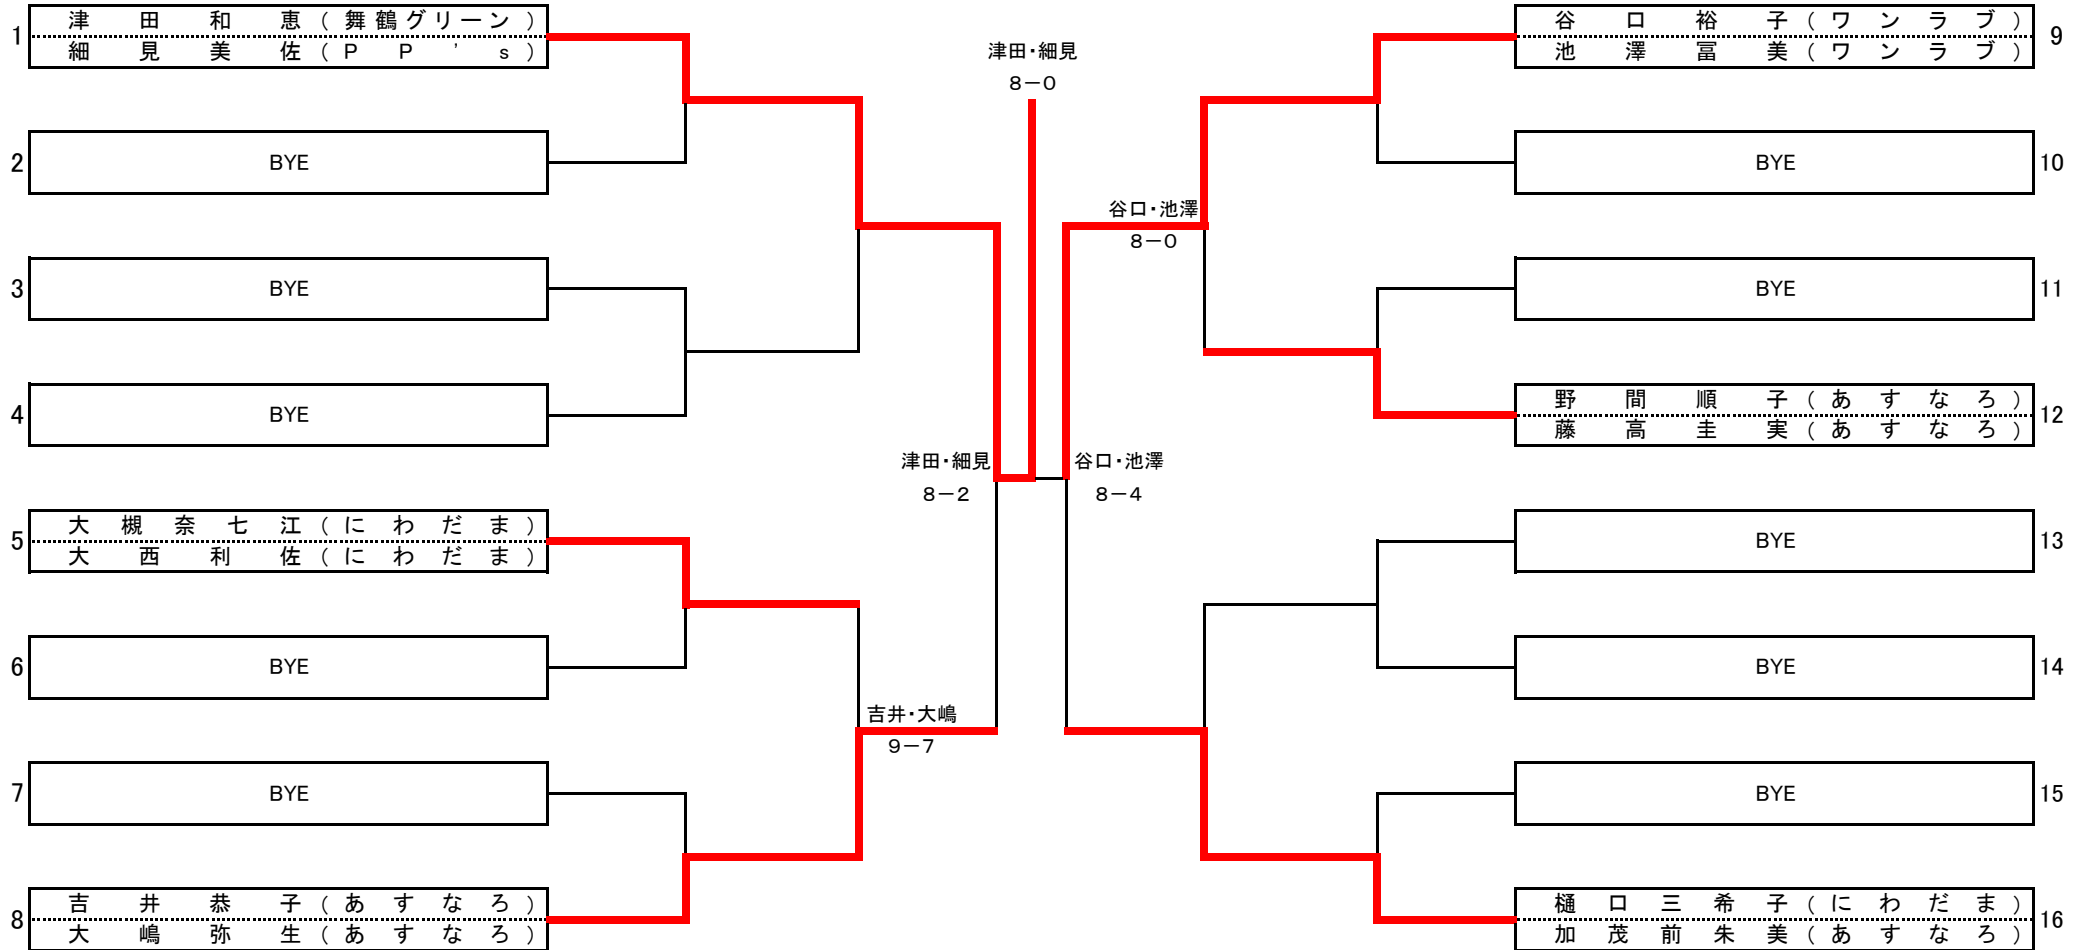 1
津田和恵(舞鶴グリーン)
細見美佐(PP's)
2
BYE
3
BYE
4
BYE
5
大槻奈七江(にわだま)
大西利佐(にわだま)
6
BYE
7
BYE
8
吉井恭子(あすなろ)
大嶋弥生(あすなろ)
吉井・大嶋
9－7
津田・細見
8－2
津田・細見
8－0
谷口・池澤
8－0
谷口・池澤
8－4
谷口裕子(ワンラブ)
池澤冨美(ワンラブ)
9
BYE
10
BYE
11
野間順子(あすなろ)
藤高圭実(あすなろ)
12
BYE
13
BYE
14
BYE
15
樋口三希子(にわだま)
加茂前朱美(あすなろ)
16